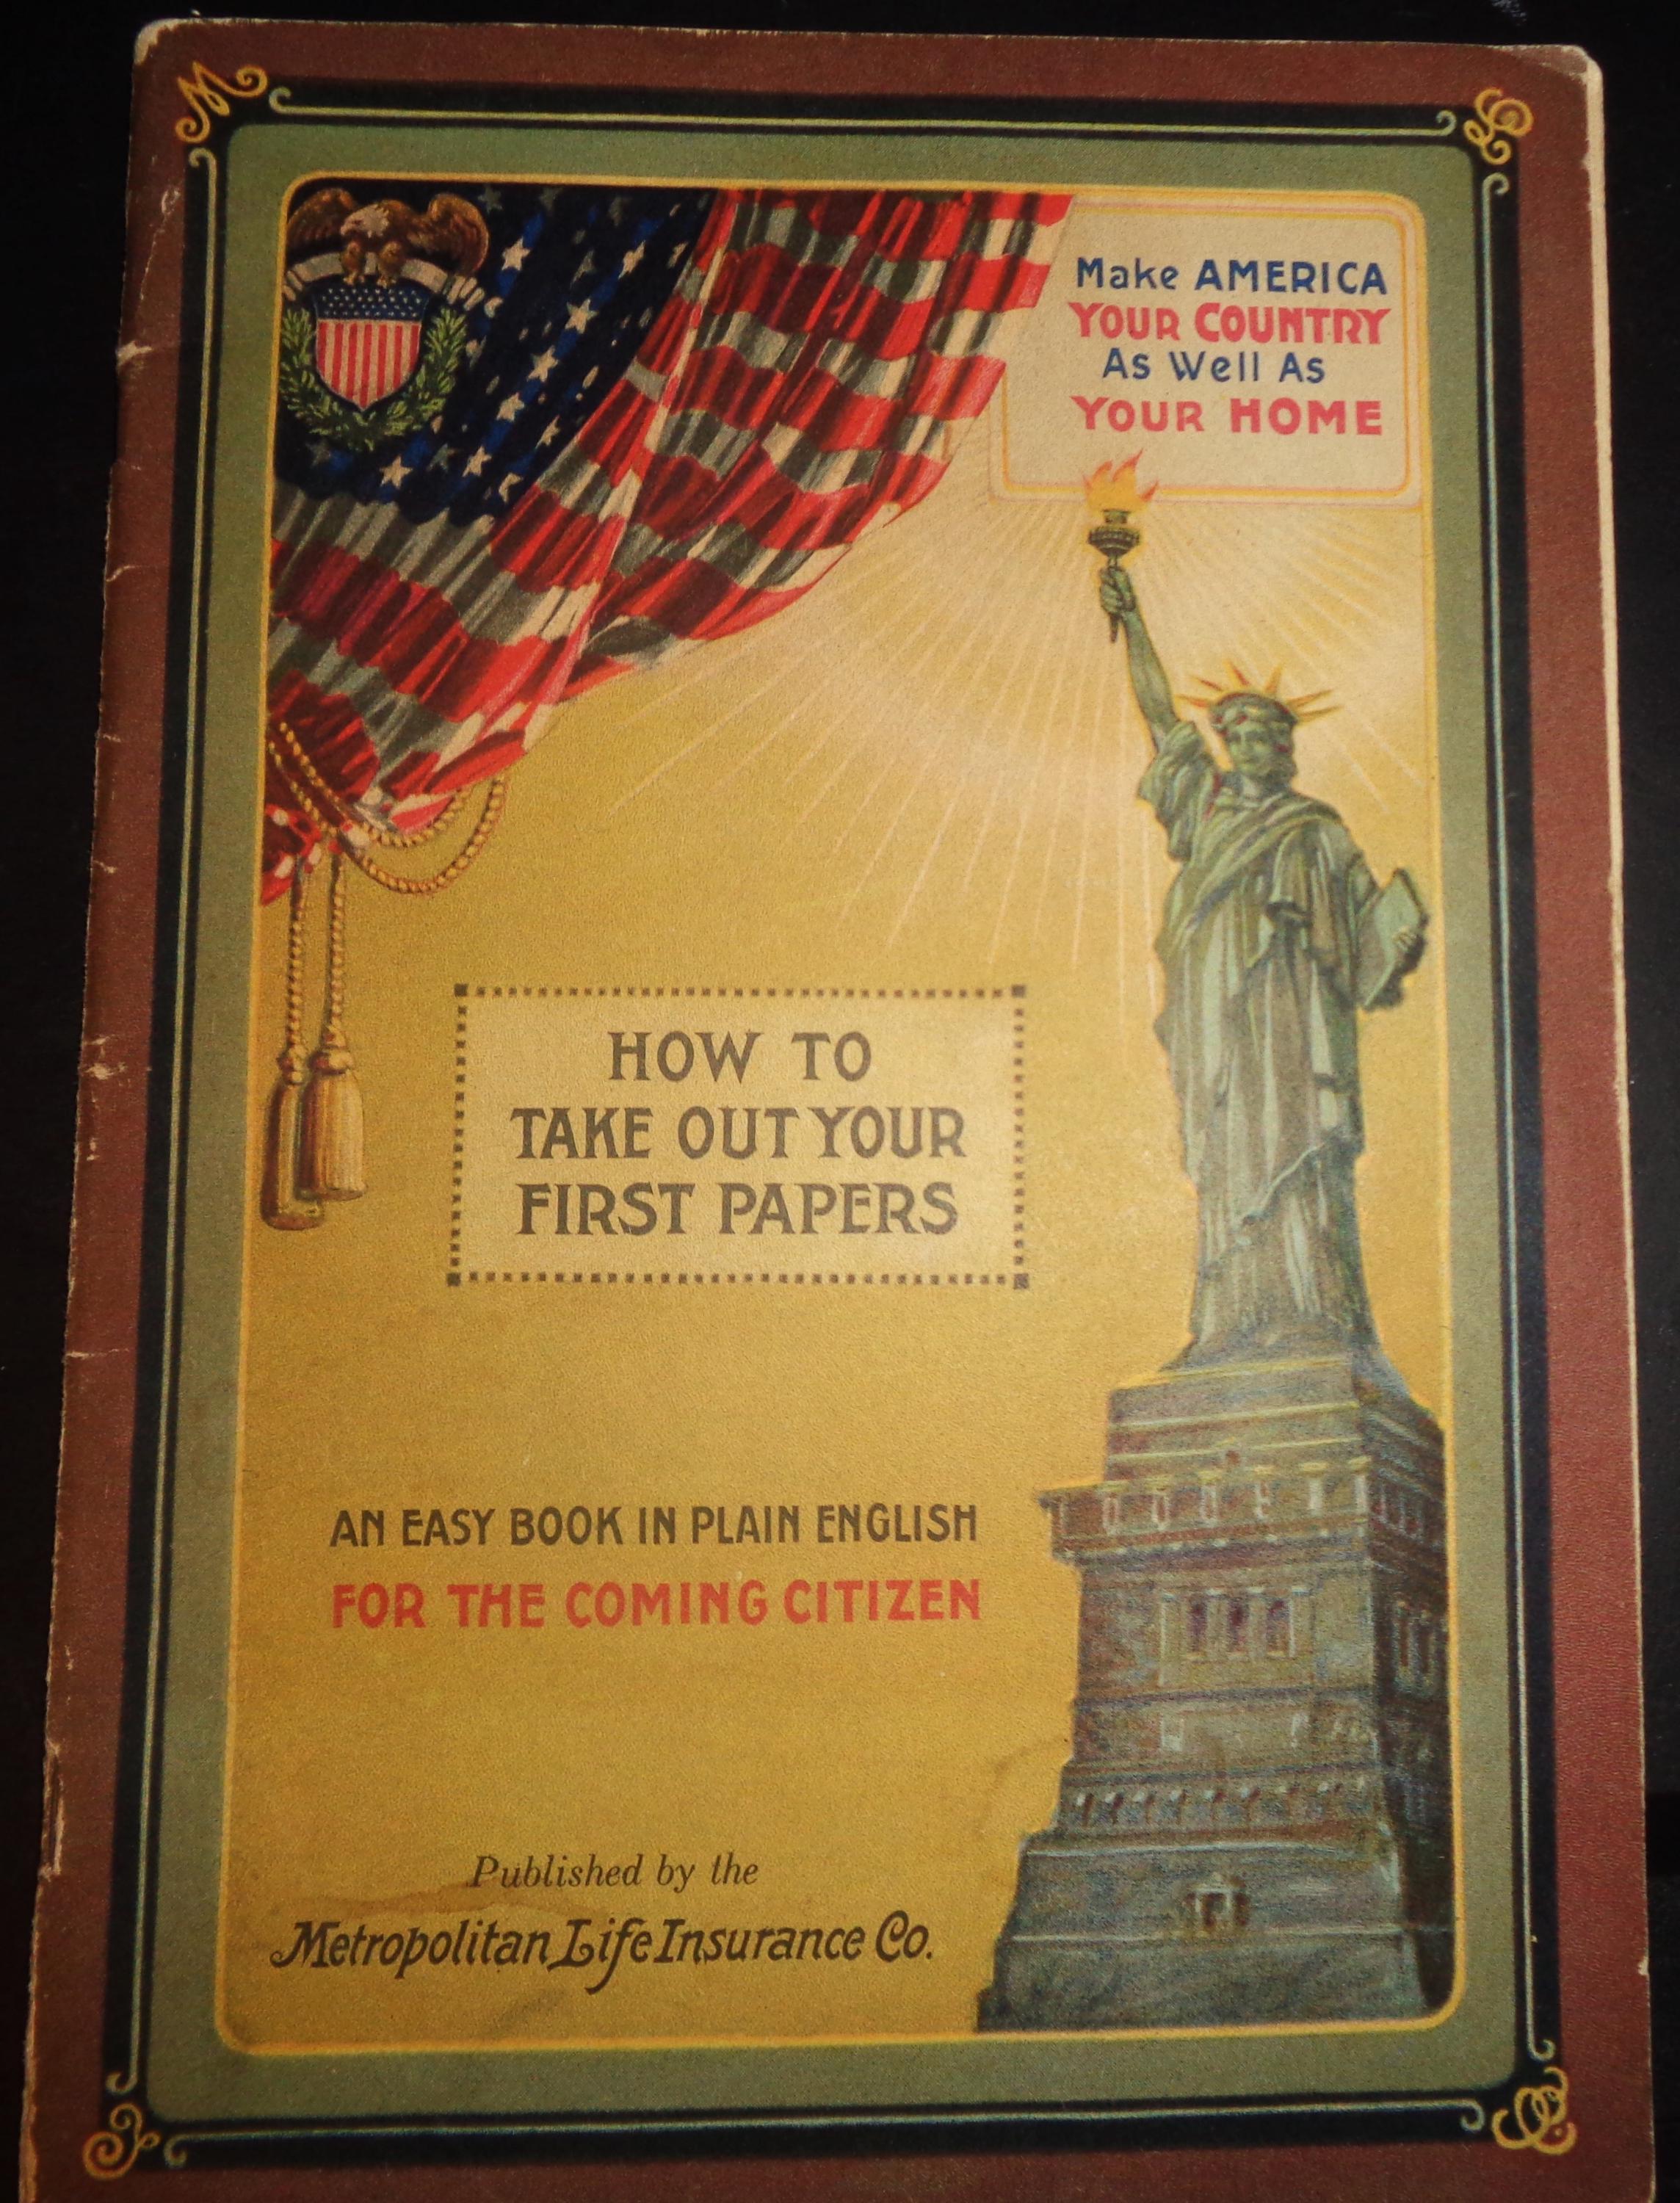 M
L
Make AMERICA
YOUR COUNTRY
As Well As
YOUR HOME
HOW TO
TAKE OUT YOUR
FIRST PAPERS
AN EASY BOOK IN PLAIN ENGLISH
FOR THE COMING CITIZEN
Published by the
Metropolitan Life Insurance Co.
I
Co